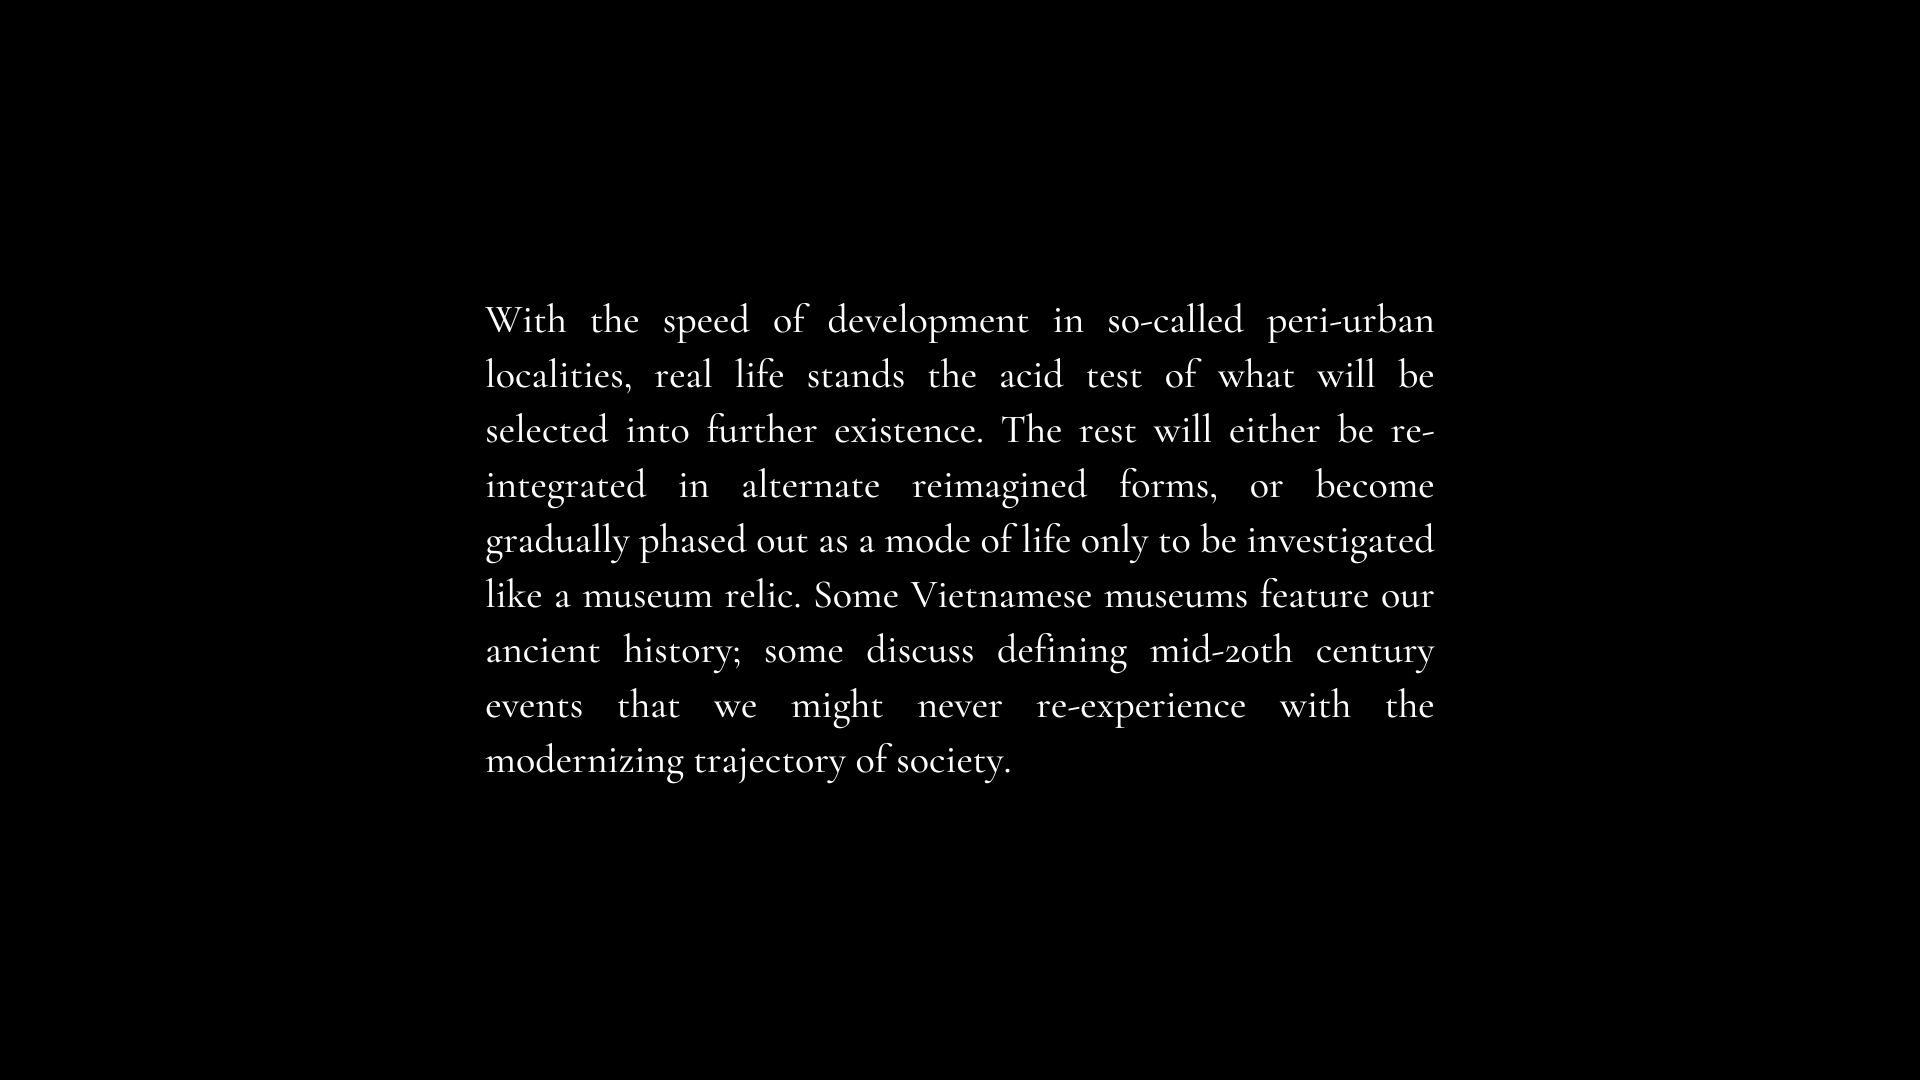 With the speed of development in so-called peri-urban
localities, real life stands the acid test of what will be
selected into further existence. The rest will either be re-
integrated in alternate reimagined forms, or become
gradually phased out as a mode of life only to be investigated
like a museum relic. Some Vietnamese museums feature our
ancient history; some discuss defining mid-20th century
events that we might never re-experience with the
modernizing trajectory of society.